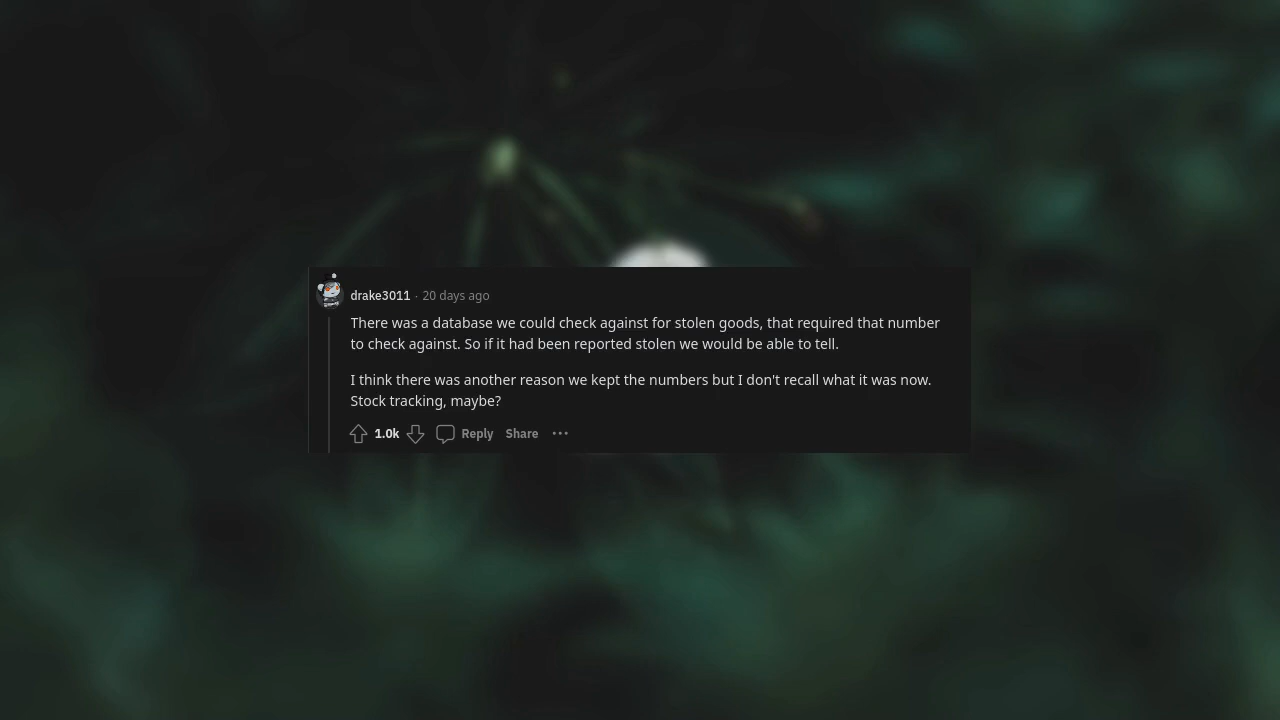 drake3011 · 20 days ago
There was a database we could check against for stolen goods, that required that number
to check against. So if it had been reported stolen we would be able to tell.
I think there was another reason we kept the numbers but I don't recall what it was now.
Stock tracking, maybe?
1.0k Reply Share ···